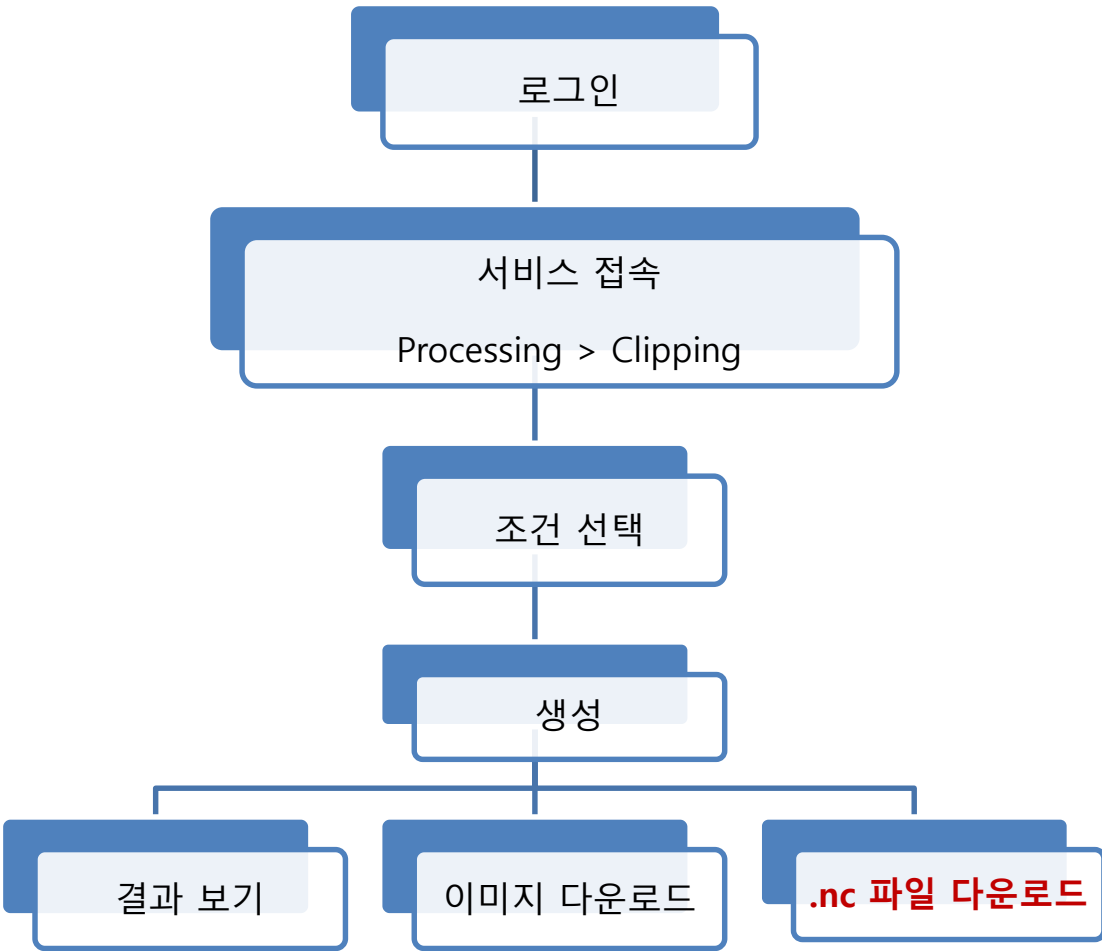 로그인
서비스 접속
Processing > Clipping
조건 선택
생성
결과 보기
이미지 다운로드
.nc 파일 다운로드